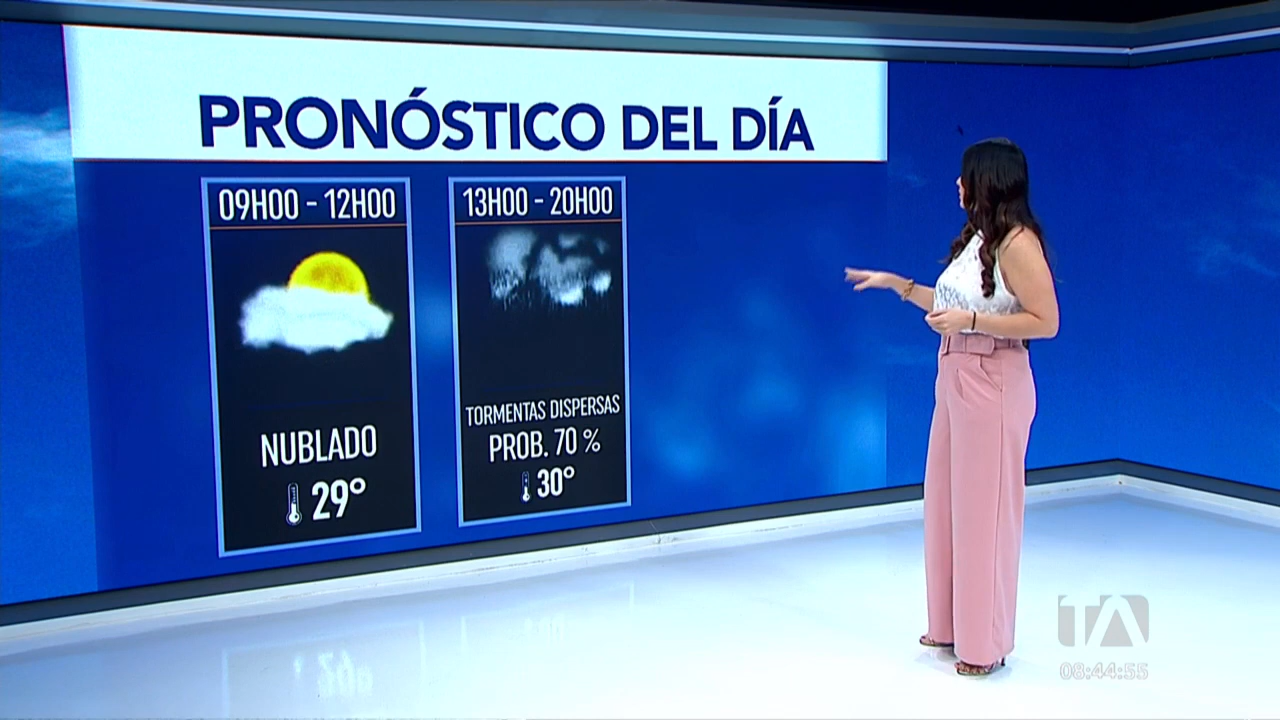 PRONÓSTICO DEL DÍA
09H00 - 12H00
NUBLADO
29°
13H00 - 20H00
TORMENTAS DISPERSAS
PROB. 70 %
30°
TA
08:44:55